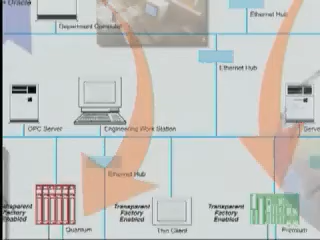 + Oracle
Department Computer
Ethernet Hub
Ethernet Hub
OPC Server
Engineering Work Station
Serve
Ethernet Hub
Transparent
Factory
Enabled
Quantum
Transparent
Factory
Enabled
Thin Client
Transparent
Factory
Enabled
Premium